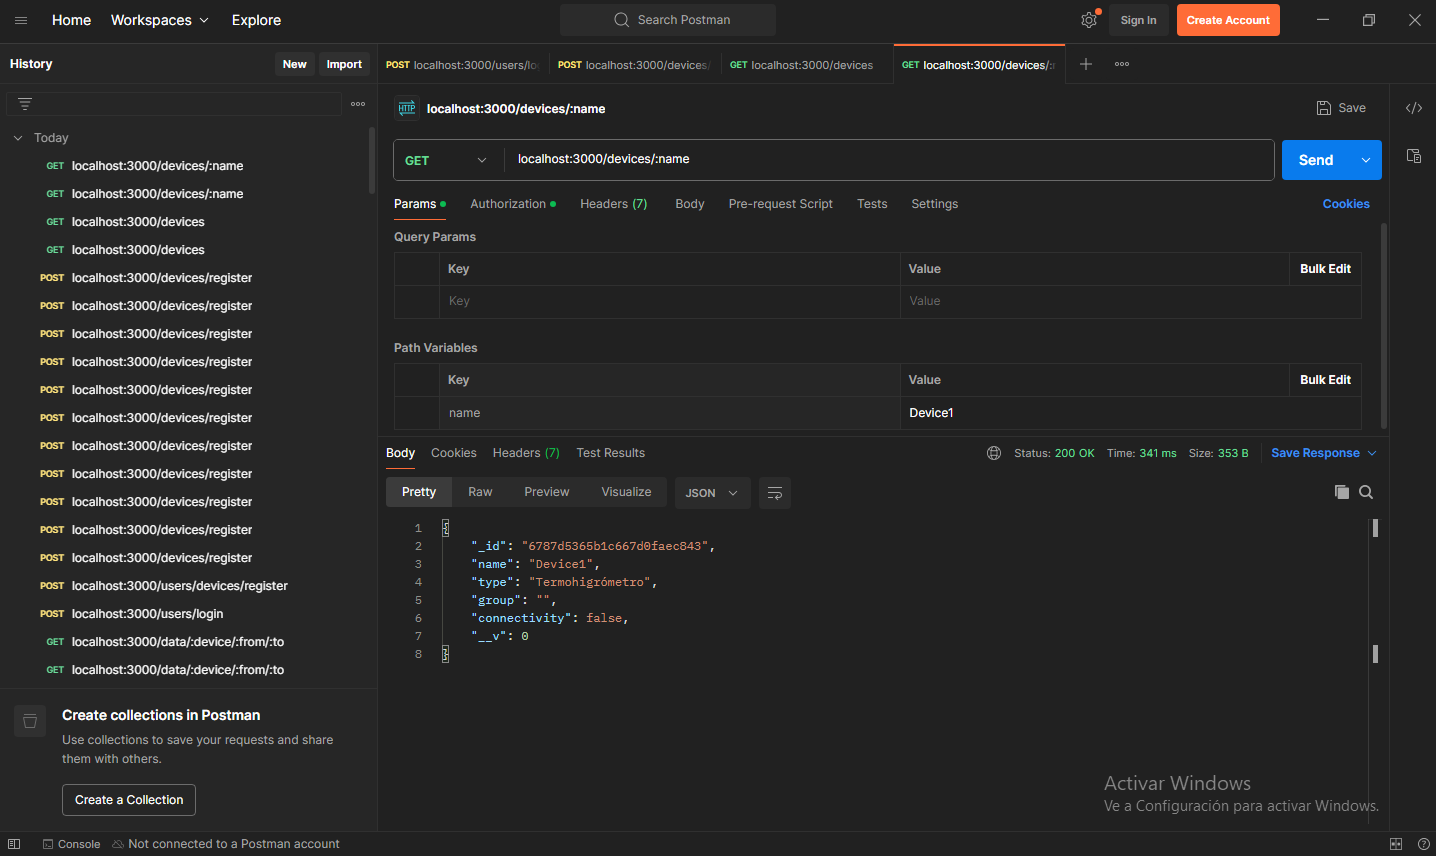 Home Workspaces Explore Search Postman Sign In Create Account
History New Import
POST localhost:3000/users/lo POST localhost:3000/devices/ GET localhost:3000/devices GET localhost:3000/devices/:
Today
GET localhost:3000/devices/:name
GET localhost:3000/devices/:name
GET localhost:3000/devices
GET localhost:3000/devices
POST localhost:3000/devices/register
POST localhost:3000/devices/register
POST localhost:3000/devices/register
POST localhost:3000/devices/register
POST localhost:3000/devices/register
POST localhost:3000/devices/register
POST localhost:3000/devices/register
POST localhost:3000/devices/register
POST localhost:3000/devices/register
POST localhost:3000/devices/register
POST localhost:3000/devices/register
POST localhost:3000/users/devices/register
POST localhost:3000/users/login
GET localhost:3000/data/:device/:from/:to
GET localhost:3000/data/:device/:from/:to
Create collections in Postman
Use collections to save your requests and share
them with others.
Create a Collection
HTTP localhost:3000/devices/:name Save
GET localhost:3000/devices/:name Send
Params Authorization Headers (7) Body Pre-request Script Tests Settings Cookies
Query Params
Key Value Bulk Edit
Key Value
Path Variables
Key Value Bulk Edit
name Device1
Body Cookies Headers (7) Test Results Status: 200 OK Time: 341 ms Size: 353 B Save Response
Pretty Raw Preview Visualize JSON
1 {
2 "_id": "6787d5365b1c667d0faec843",
3 "name": "Device1",
4 "type": "Termohigrómetro",
5 "group": "",
6 "connectivity": false,
7 "__v": 0
8 }
Activar Windows
Ve a Configuración para activar Windows.
Console Not connected to a Postman account